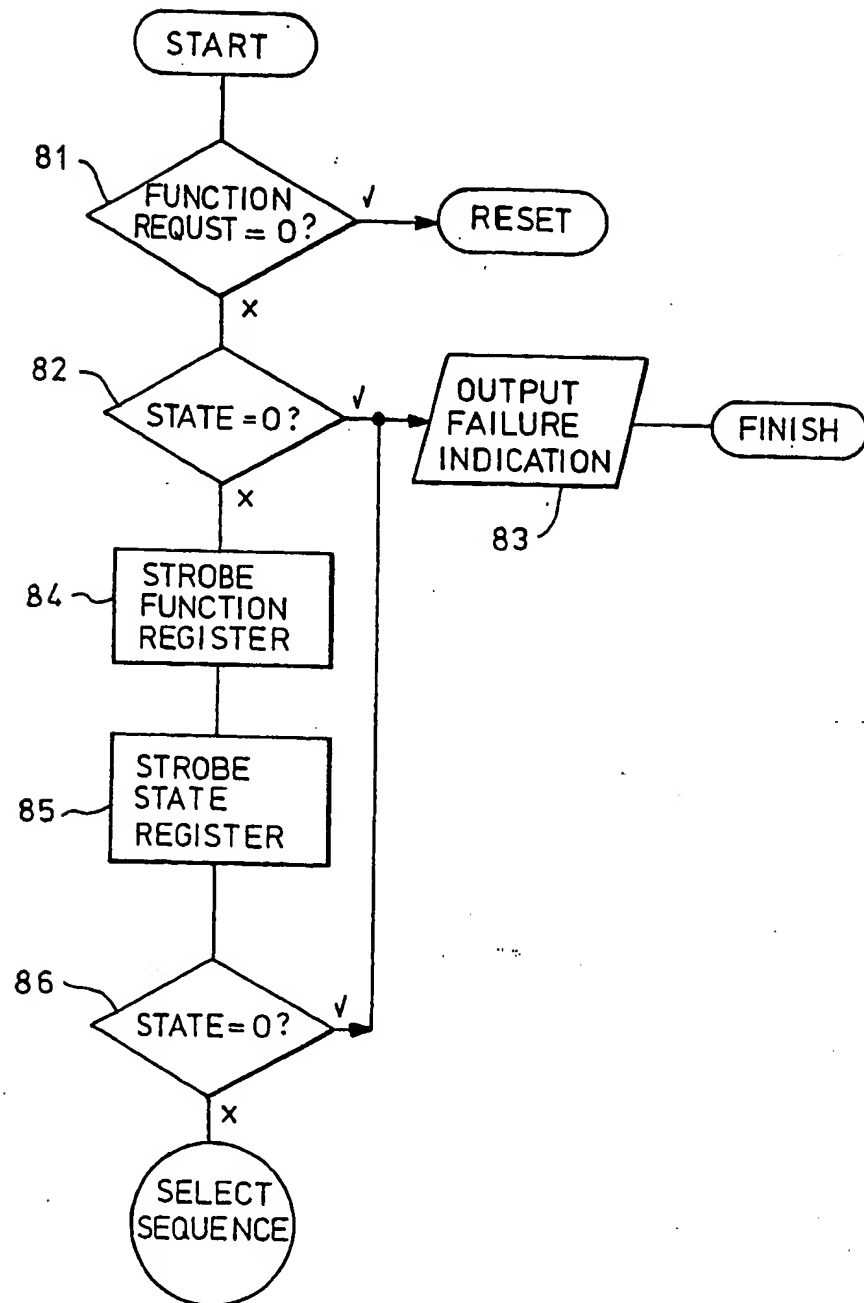 START
81
FUNCTION
REQUST = 0?
✓
RESET
X
82
STATE = 0?
✓
OUTPUT
FAILURE
INDICATION
FINISH
83
X
84
STROBE
FUNCTION
REGISTER
85
STROBE
STATE
REGISTER
86
STATE = 0?
✓
X
SELECT
SEQUENCE